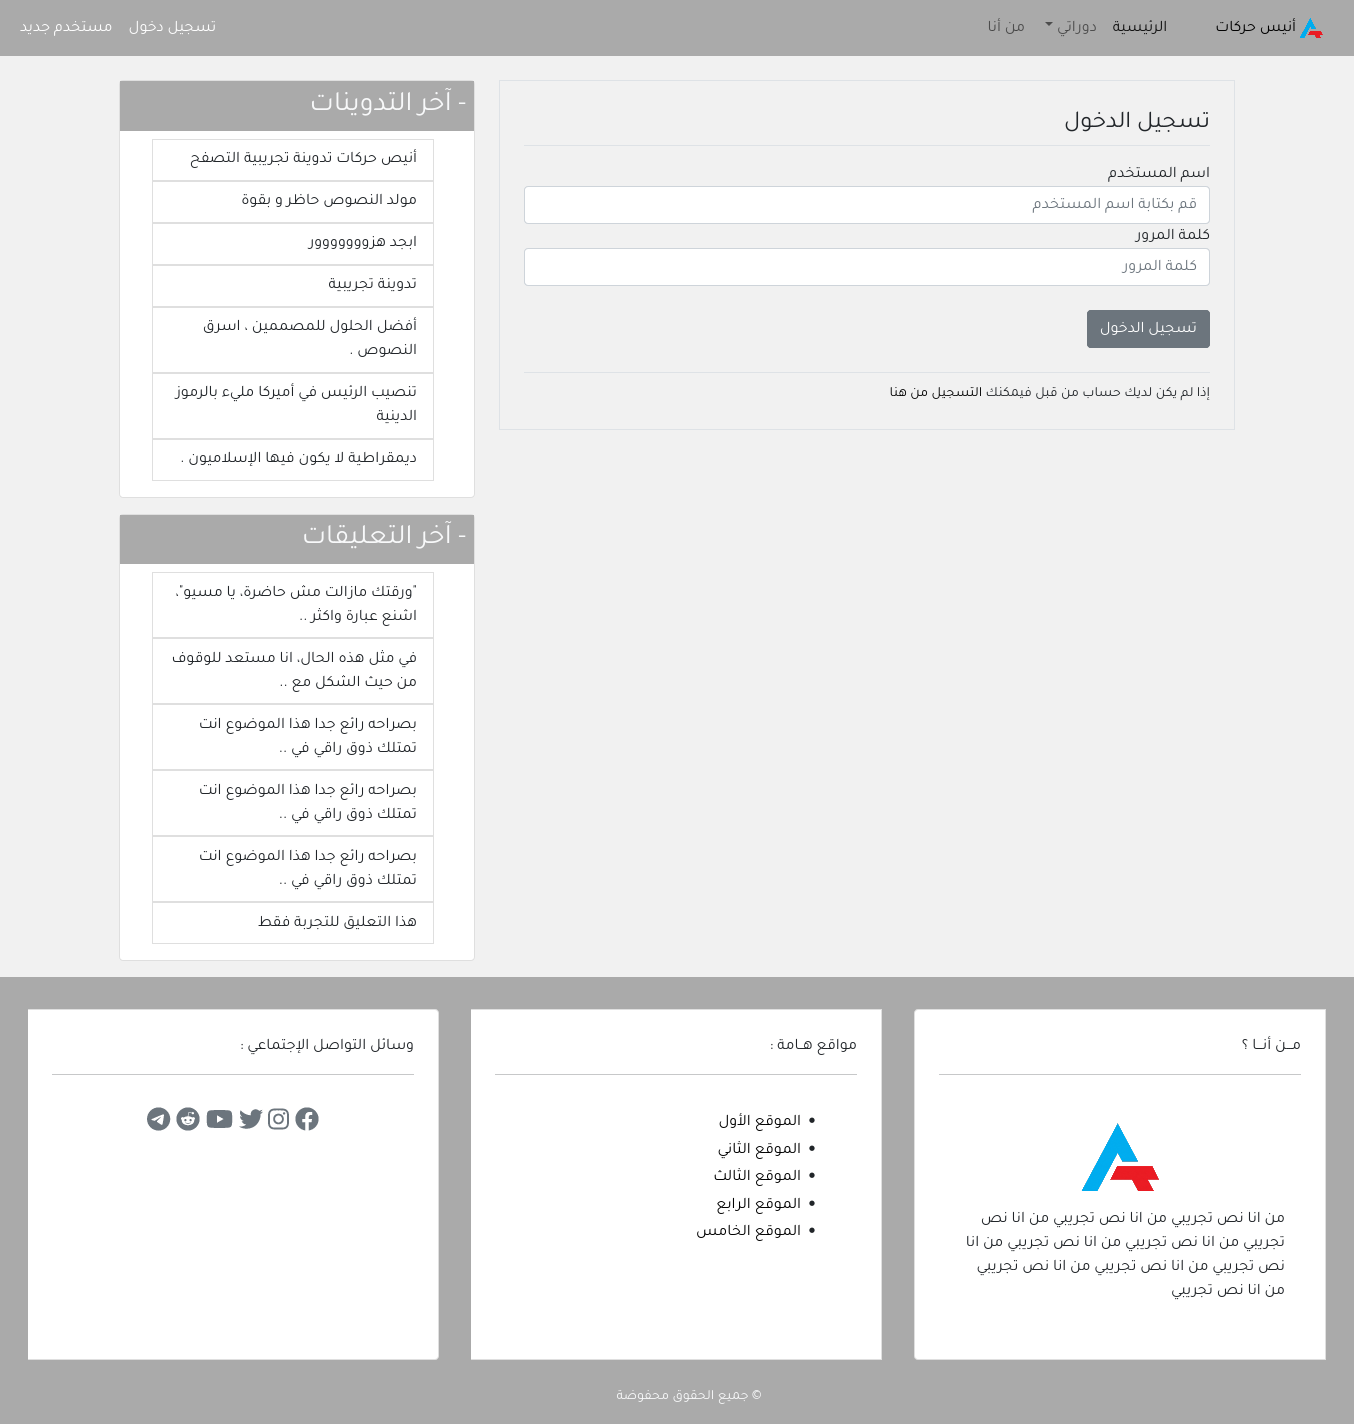 أنيس حركات
الرئيسية
دوراتي
من أنا
تسجيل دخول
مستخدم جديد
تسجيل الدخول
اسم المستخدم
قم بكتابة اسم المستخدم
كلمة المرور
كلمة المرور
تسجيل الدخول
إذا لم يكن لديك حساب من قبل فيمكنك التسجيل من هنا
- آخر التدوينات
أنيص حركات تدوينة تجريبية التصفح
مولد النصوص حاظر و بقوة
ابجد هزوووووووور
تدوينة تجريبية
أفضل الحلول للمصممين ، اسرق
النصوص .
تنصيب الرئيس في أميركا مليء بالرموز
الدينية
ديمقراطية لا يكون فيها الإسلاميون .
- آخر التعليقات
"ورقتك مازالت مش حاضرة، يا مسيو"،
اشنع عبارة واكثر ..
في مثل هذه الحال، انا مستعد للوقوف
من حيث الشكل مع ..
بصراحه رائع جدا هذا الموضوع انت
تمتلك ذوق راقي في ..
بصراحه رائع جدا هذا الموضوع انت
تمتلك ذوق راقي في ..
بصراحه رائع جدا هذا الموضوع انت
تمتلك ذوق راقي في ..
هذا التعليق للتجربة فقط
مــن أنــا ؟
من انا نص تجريبي من انا نص تجريبي من انا نص
تجريبي من انا نص تجريبي من انا نص تجريبي من انا
نص تجريبي من انا نص تجريبي من انا نص تجريبي
من انا نص تجريبي
مواقع هــامة :
• الموقع الأول
• الموقع الثاني
• الموقع الثالث
• الموقع الرابع
• الموقع الخامس
وسائل التواصل الإجتماعي :
© جميع الحقوق محفوضة